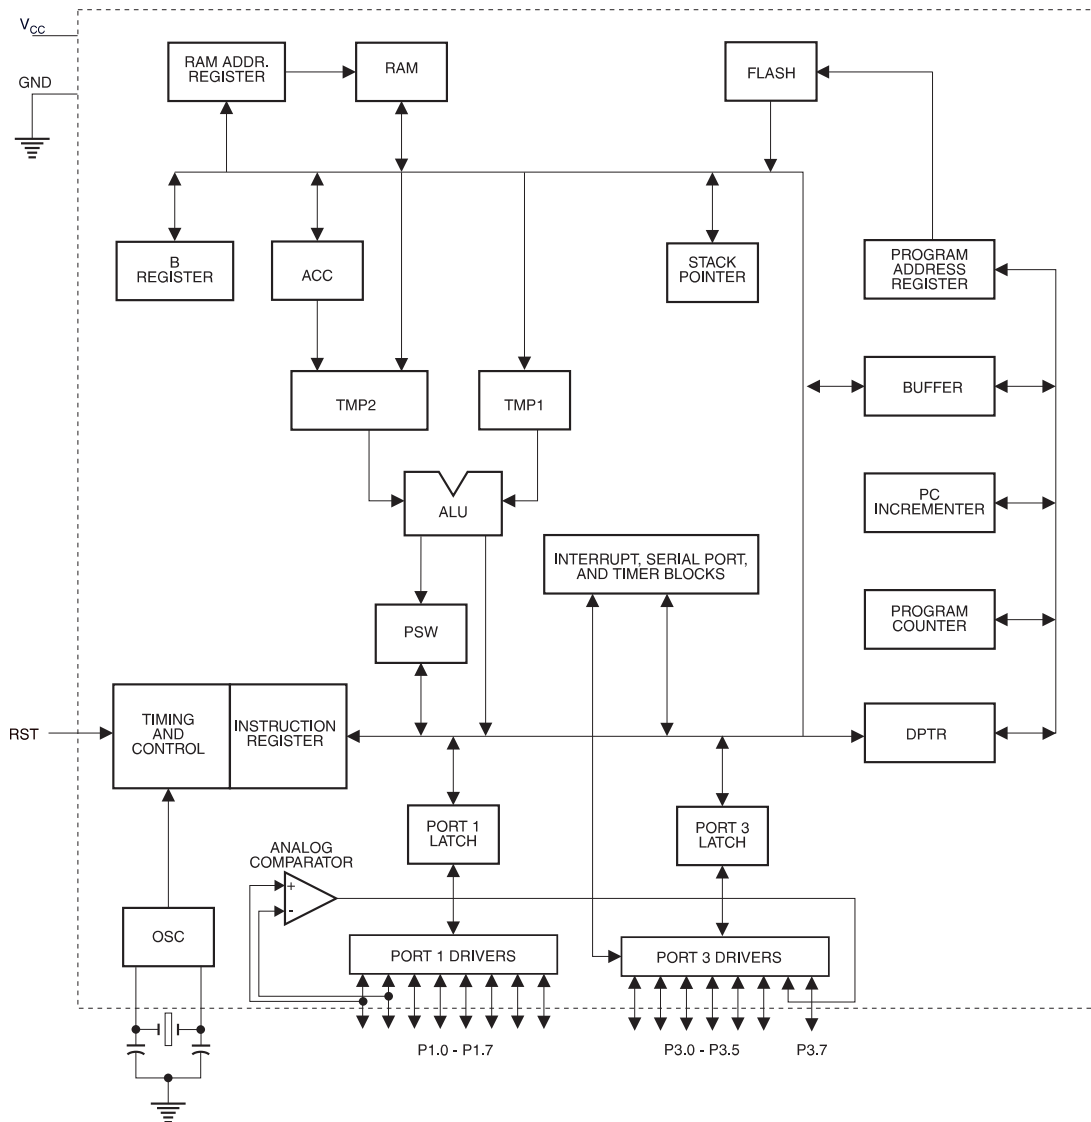 VCC
GND
RAM ADDR.
REGISTER
RAM
FLASH
B
REGISTER
ACC
STACK
POINTER
PROGRAM
ADDRESS
REGISTER
TMP2
TMP1
BUFFER
ALU
PC
INCREMENTER
INTERRUPT, SERIAL PORT,
AND TIMER BLOCKS
PSW
PROGRAM
COUNTER
RST
TIMING
AND
CONTROL
INSTRUCTION
REGISTER
DPTR
PORT 1
LATCH
PORT 3
LATCH
ANALOG
COMPARATOR
+
-
OSC
PORT 1 DRIVERS
PORT 3 DRIVERS
P1.0 - P1.7
P3.0 - P3.5
P3.7